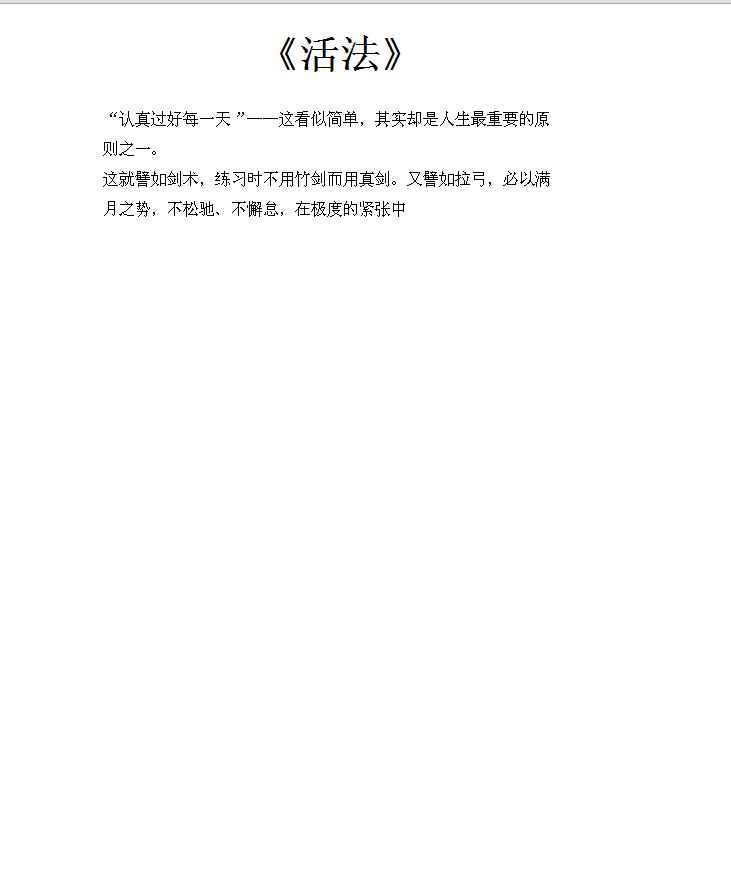 《活法》
“认真过好每一天”——这看似简单，其实却是人生最重要的原
则之一。
这就譬如剑术，练习时不用竹剑而用真剑。又譬如拉弓，必以满
月之势，不松驰、不懈怠，在极度的紧张中